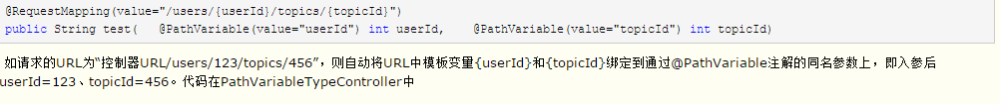 @RequestMapping(value="/users/{userId}/topics/{topicId}")
public String test(   @PathVariable(value="userId") int userId,    @PathVariable(value="topicId") int topicId)
如请求的URL为“控制器URL/users/123/topics/456”，则自动将URL中模板变量{userId}和{topicId}绑定到通过@PathVariable注解的同名参数上，即入参后
userId=123、topicId=456。代码在PathVariableTypeController中